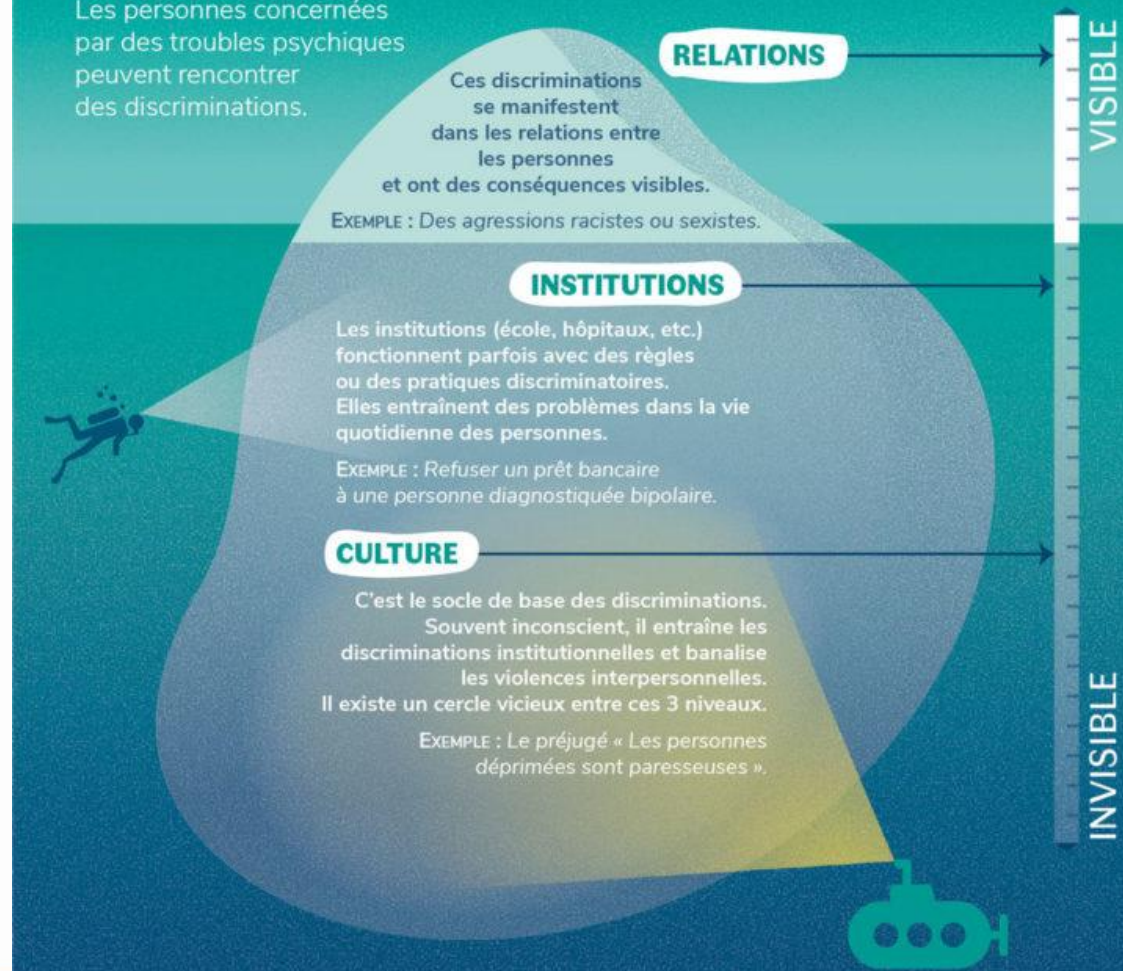 Les personnes concernées
par des troubles psychiques
peuvent rencontrer
des discriminations.
RELATIONS
Ces discriminations
se manifestent
dans les relations entre
les personnes
et ont des conséquences visibles.
EXEMPLE : Des agressions racistes ou sexistes.
INSTITUTIONS
Les institutions (école, hôpitaux, etc.)
fonctionnent parfois avec des règles
ou des pratiques discriminatoires.
Elles entraînent des problèmes dans la vie
quotidienne des personnes.
EXEMPLE : Refuser un prêt bancaire
à une personne diagnostiquée bipolaire.
CULTURE
C'est le socle de base des discriminations.
Souvent inconscient, il entraîne les
discriminations institutionnelles et banalise
les violences interpersonnelles.
Il existe un cercle vicieux entre ces 3 niveaux.
EXEMPLE : Le préjugé « Les personnes
déprimées sont paresseuses ».
VISIBLE
INVISIBLE